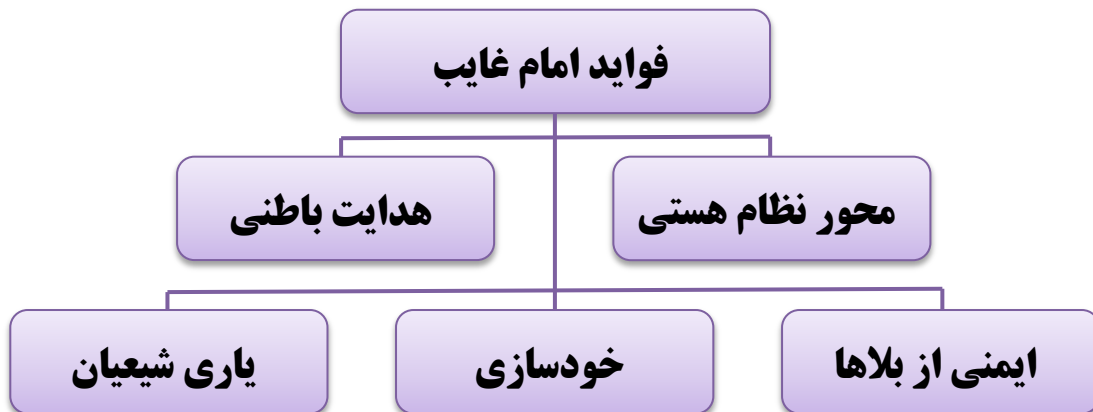 فواید امام غایب
محور نظام هستی
هدایت باطنی
ایمنی از بلاها
خودسازی
یاری شیعیان